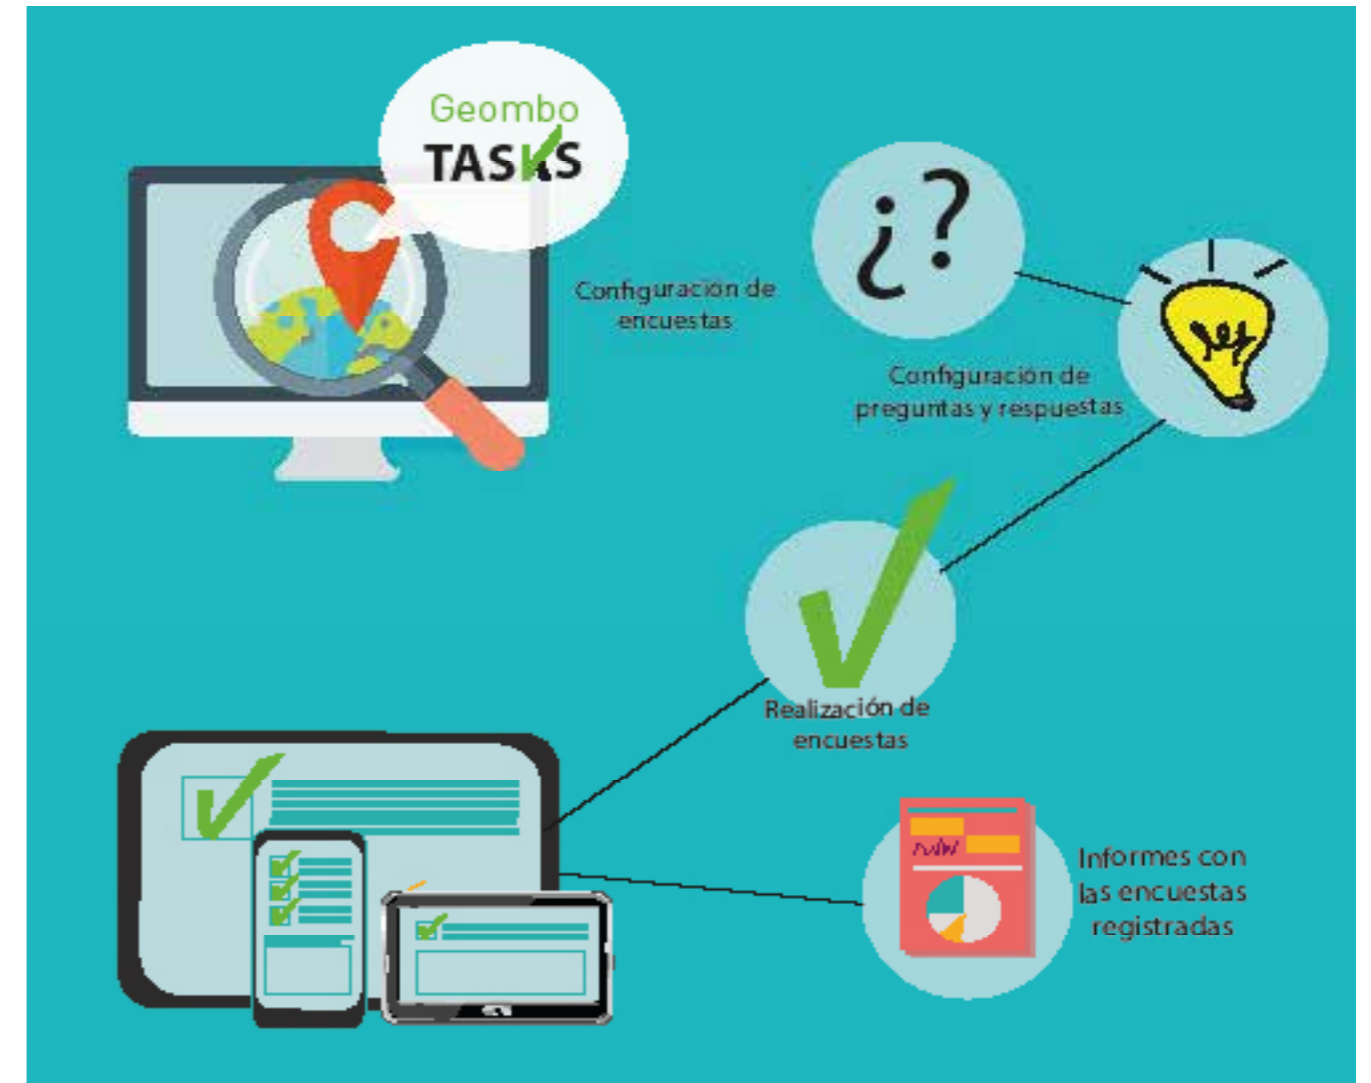 Geombo
TASKS
Configuración de
encuestas
¿?
Configuración de
preguntas y respuestas
Realización de
encuestas
Informes con
las encuestas
registradas